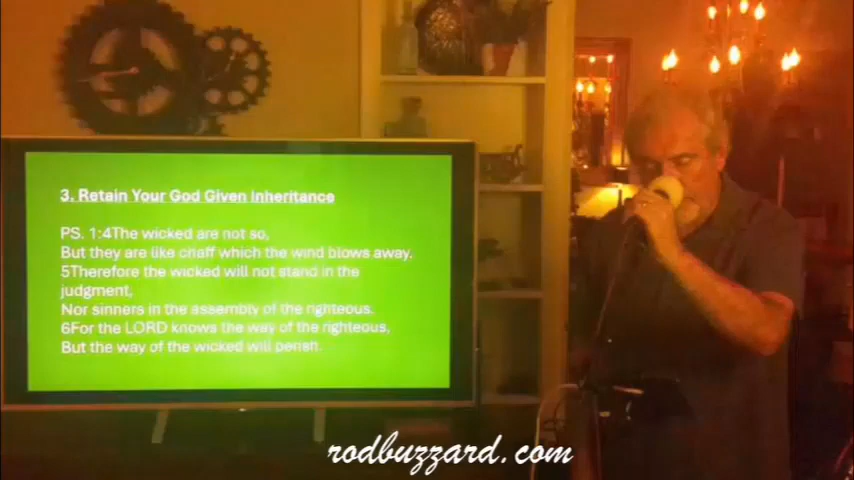 3. Retain Your God Given Inheritance
PS. 1:4The wicked are not so,
But they are like chaff which the wind blows away.
5Therefore the wicked will not stand in the
judgment,
Nor sinners in the assembly of the righteous.
6For the LORD knows the way of the righteous,
But the way of the wicked will perish.
rodbuzzard.com